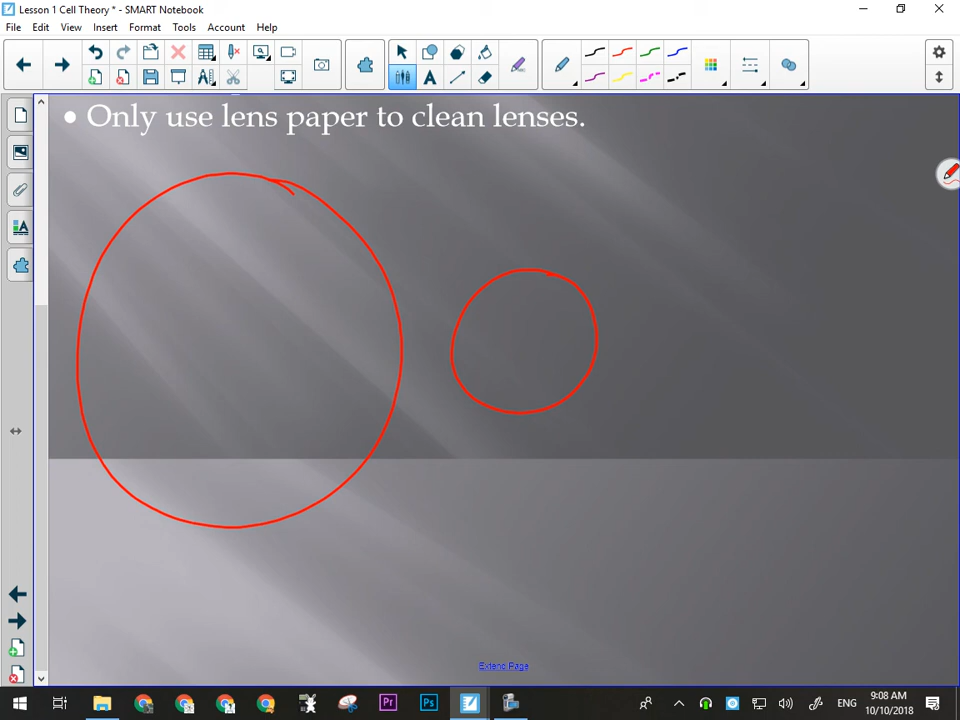 Lesson 1 Cell Theory * - SMART Notebook
File Edit View Insert Format Tools Account Help
• Only use lens paper to clean lenses.
Extend Page
ENG
9:08 AM
10/10/2018